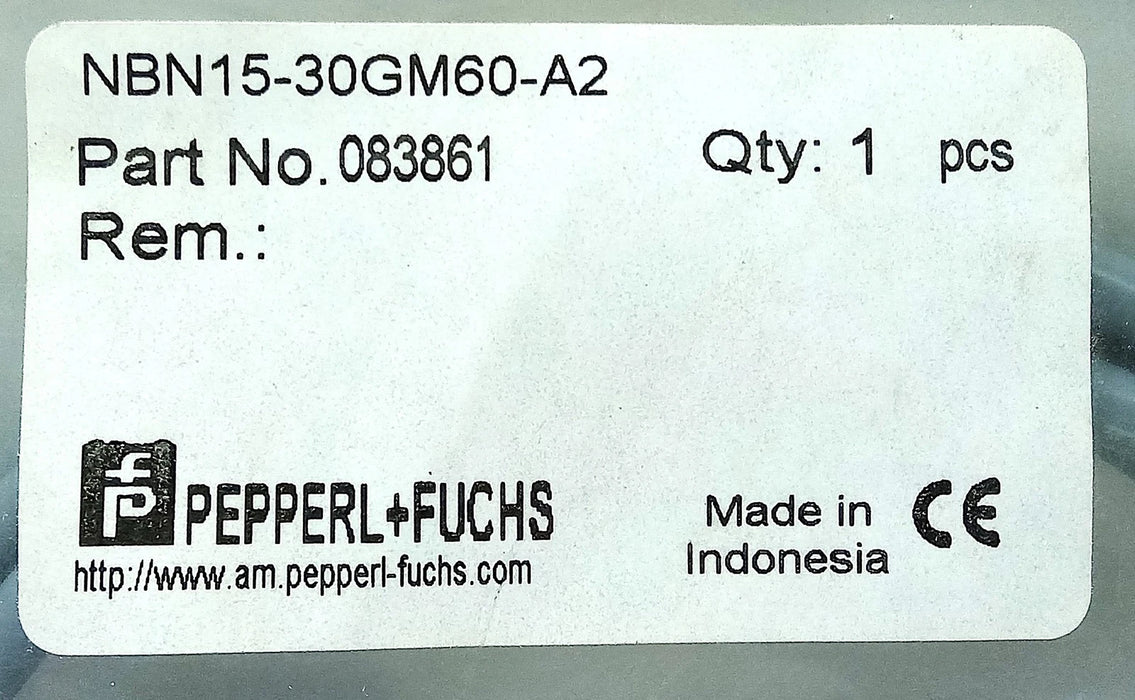 NBN15-30GM60-A2
Part No. 083861 Qty: 1 pcs
Rem.:
PEPPERL+FUCHS
http://www.am.pepperl-fuchs.com
Made in
Indonesia
CE